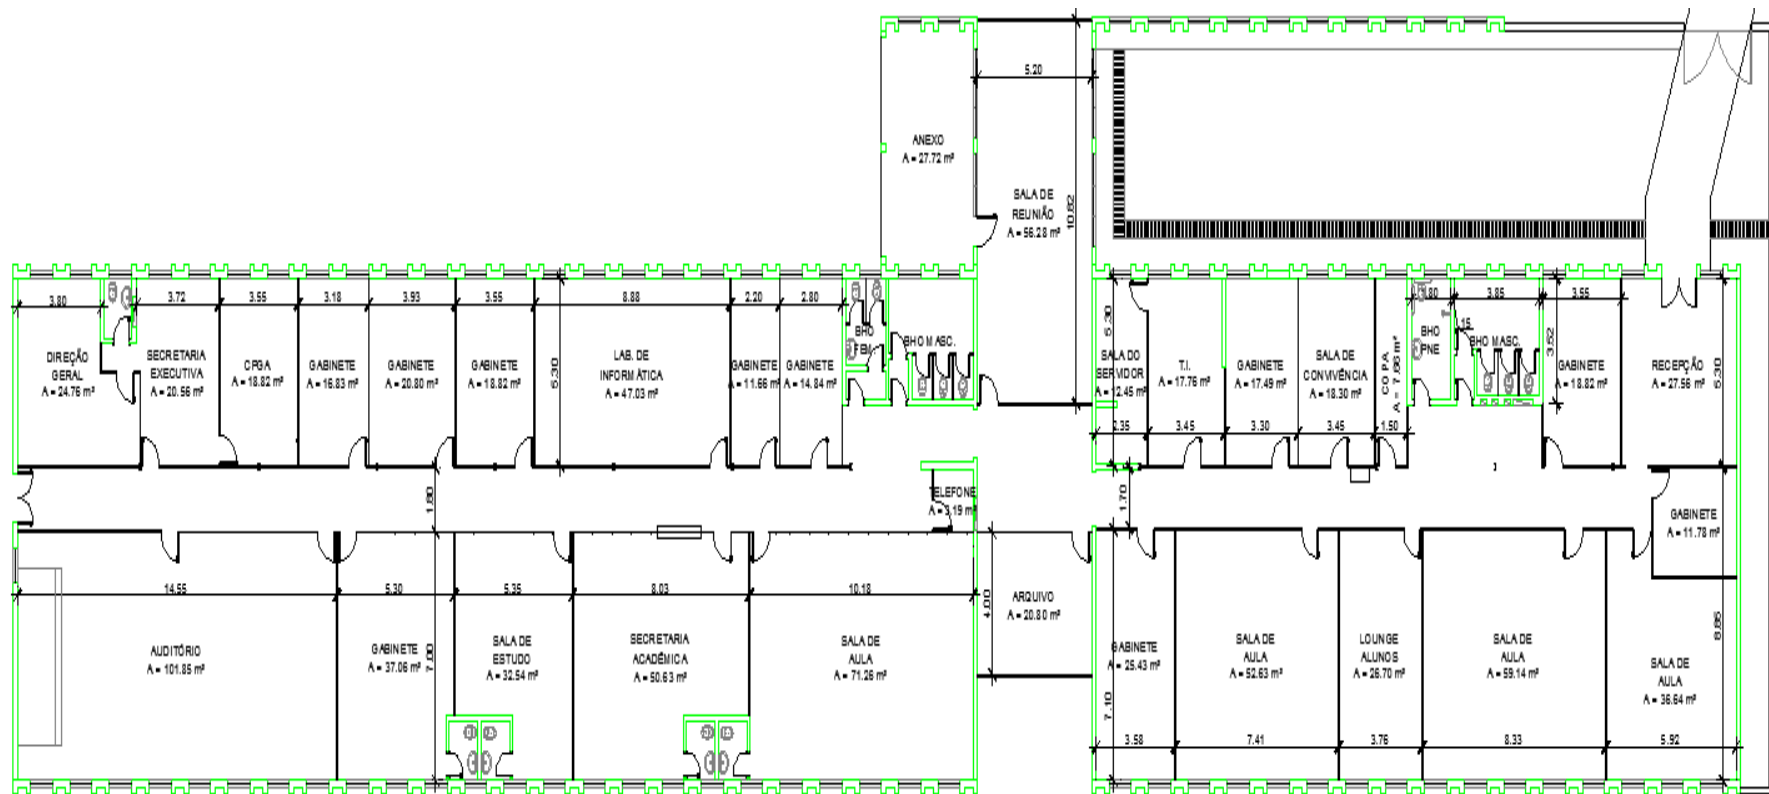 5.20
ANEXO
A = 27.72 m²
SALA DE
REUNIÃO
A = 56.28 m²
10.82
3.80
3.72
3.55
3.18
3.93
3.55
8.88
2.20
2.80
DIREÇÃO
GERAL
A = 24.76 m²
SECRETARIA
EXECUTIVA
A = 20.56 m²
CPGA
A = 18.82 m²
GABINETE
A = 16.83 m²
GABINETE
A = 20.80 m²
GABINETE
A = 18.82 m²
5.30
LAB. DE
INFORMÁTICA
A = 47.03 m²
GABINETE
A = 11.66 m²
GABINETE
A = 14.84 m²
BHO
FEM.
BHO MASC.
5.30
SALA DO
SERVIDOR
A = 12.45 m²
T.I.
A = 17.76 m²
GABINETE
A = 17.49 m²
SALA DE
CONVIVÊNCIA
A = 18.30 m²
COPA
A = 7.66 m²
1.80
3.85
3.55
BHO
PNE
.15
BHO MASC.
3.52
GABINETE
A = 18.82 m²
RECEPÇÃO
A = 27.56 m²
5.30
2.35
3.45
3.30
3.45
1.50
1.80
TELEFONE
A = 3.19 m²
1.70
GABINETE
A = 11.78 m²
14.55
5.30
5.35
8.03
10.18
4.00
AUDITÓRIO
A = 101.85 m²
GABINETE
A = 37.06 m²
7.00
SALA DE
ESTUDO
A = 32.54 m²
SECRETARIA
ACADÊMICA
A = 50.63 m²
SALA DE
AULA
A = 71.26 m²
ARQUIVO
A = 20.80 m²
GABINETE
A = 25.43 m²
7.10
SALA DE
AULA
A = 52.63 m²
LOUNGE
ALUNOS
A = 26.70 m²
SALA DE
AULA
A = 59.14 m²
SALA DE
AULA
A = 36.64 m²
8.85
3.58
7.41
3.76
8.33
5.92